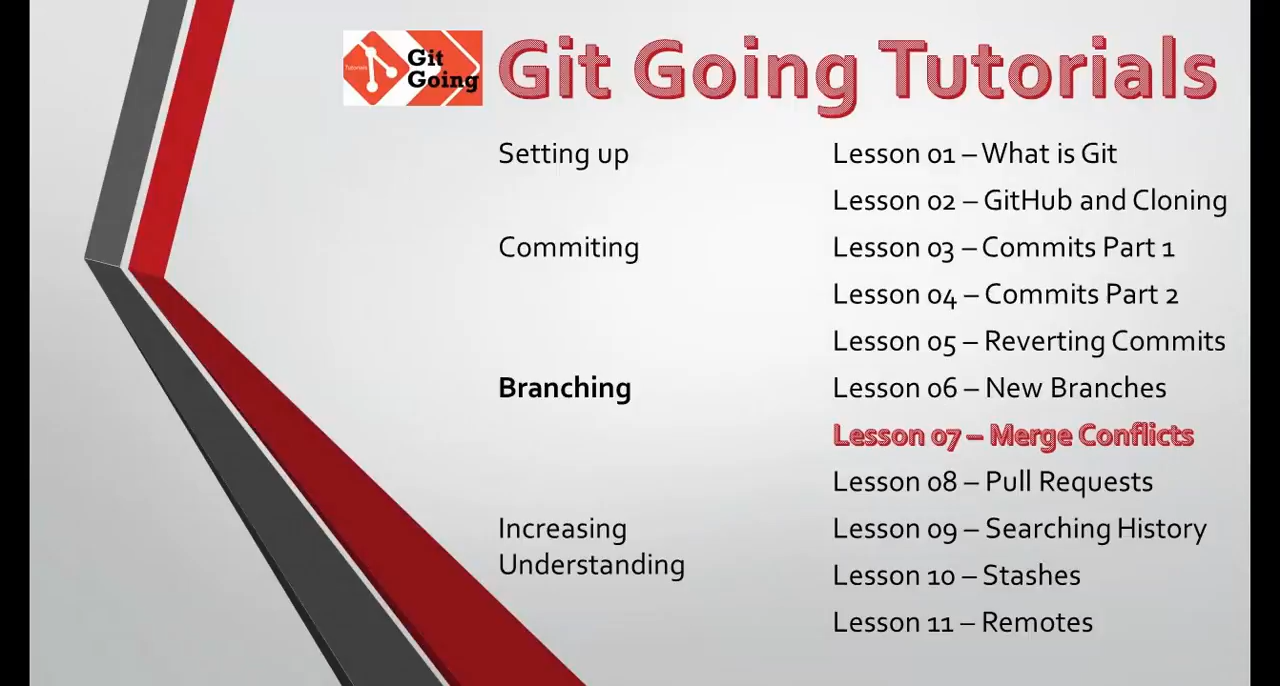 Tutorials
Git
Going
Git Going Tutorials
Setting up
Lesson 01 – What is Git
Lesson 02 – GitHub and Cloning
Commiting
Lesson 03 – Commits Part 1
Lesson 04 – Commits Part 2
Lesson 05 – Reverting Commits
Branching
Lesson 06 – New Branches
Lesson 07 – Merge Conflicts
Lesson 08 – Pull Requests
Increasing
Understanding
Lesson 09 – Searching History
Lesson 10 – Stashes
Lesson 11 – Remotes